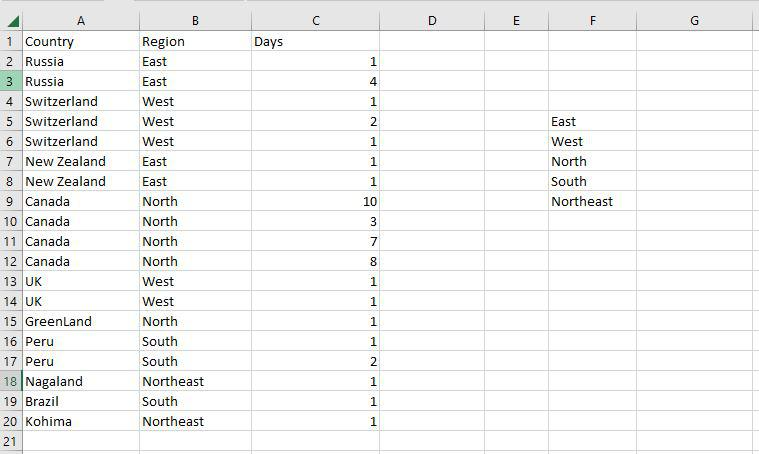 A B C D E F G
1 Country Region Days
2 Russia East 1
3 Russia East 4
4 Switzerland West 1
5 Switzerland West 2 East
6 Switzerland West 1 West
7 New Zealand East 1 North
8 New Zealand East 1 South
9 Canada North 10 Northeast
10 Canada North 3
11 Canada North 7
12 Canada North 8
13 UK West 1
14 UK West 1
15 GreenLand North 1
16 Peru South 1
17 Peru South 2
18 Nagaland Northeast 1
19 Brazil South 1
20 Kohima Northeast 1
21